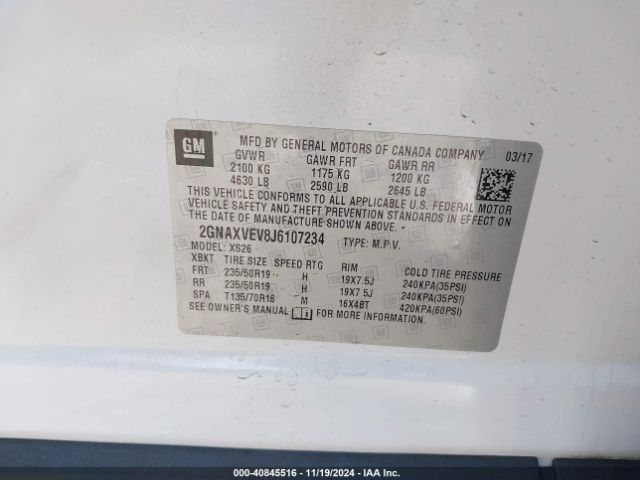 GM
MFD BY GENERAL MOTORS OF CANADA COMPANY 03/17
GVWR GAWR FRT GAWR RR
2100 KG 1175 KG 1200 KG
4630 LB 2590 LB 2645 LB
THIS VEHICLE CONFORMS TO ALL APPLICABLE U.S. FEDERAL MOTOR
VEHICLE SAFETY AND THEFT PREVENTION STANDARDS IN EFFECT ON
THE DATE OF MANUFACTURE SHOWN ABOVE.
2GNAXVEV8J6107234 TYPE: M.P.V.
MODEL: XS26
XBKT TIRE SIZE SPEED RTG RIM COLD TIRE PRESSURE
FRT 235/50R19 H 19X7.5J 240KPA(35PSI)
RR 235/50R19 H 19X7.5J 240KPA(35PSI)
SPA T135/70R16 M 16X4BT 420KPA(60PSI)
SEE OWNER'S MANUAL FOR MORE INFORMATION.
000-40845516 - 11/19/2024 - IAA Inc.